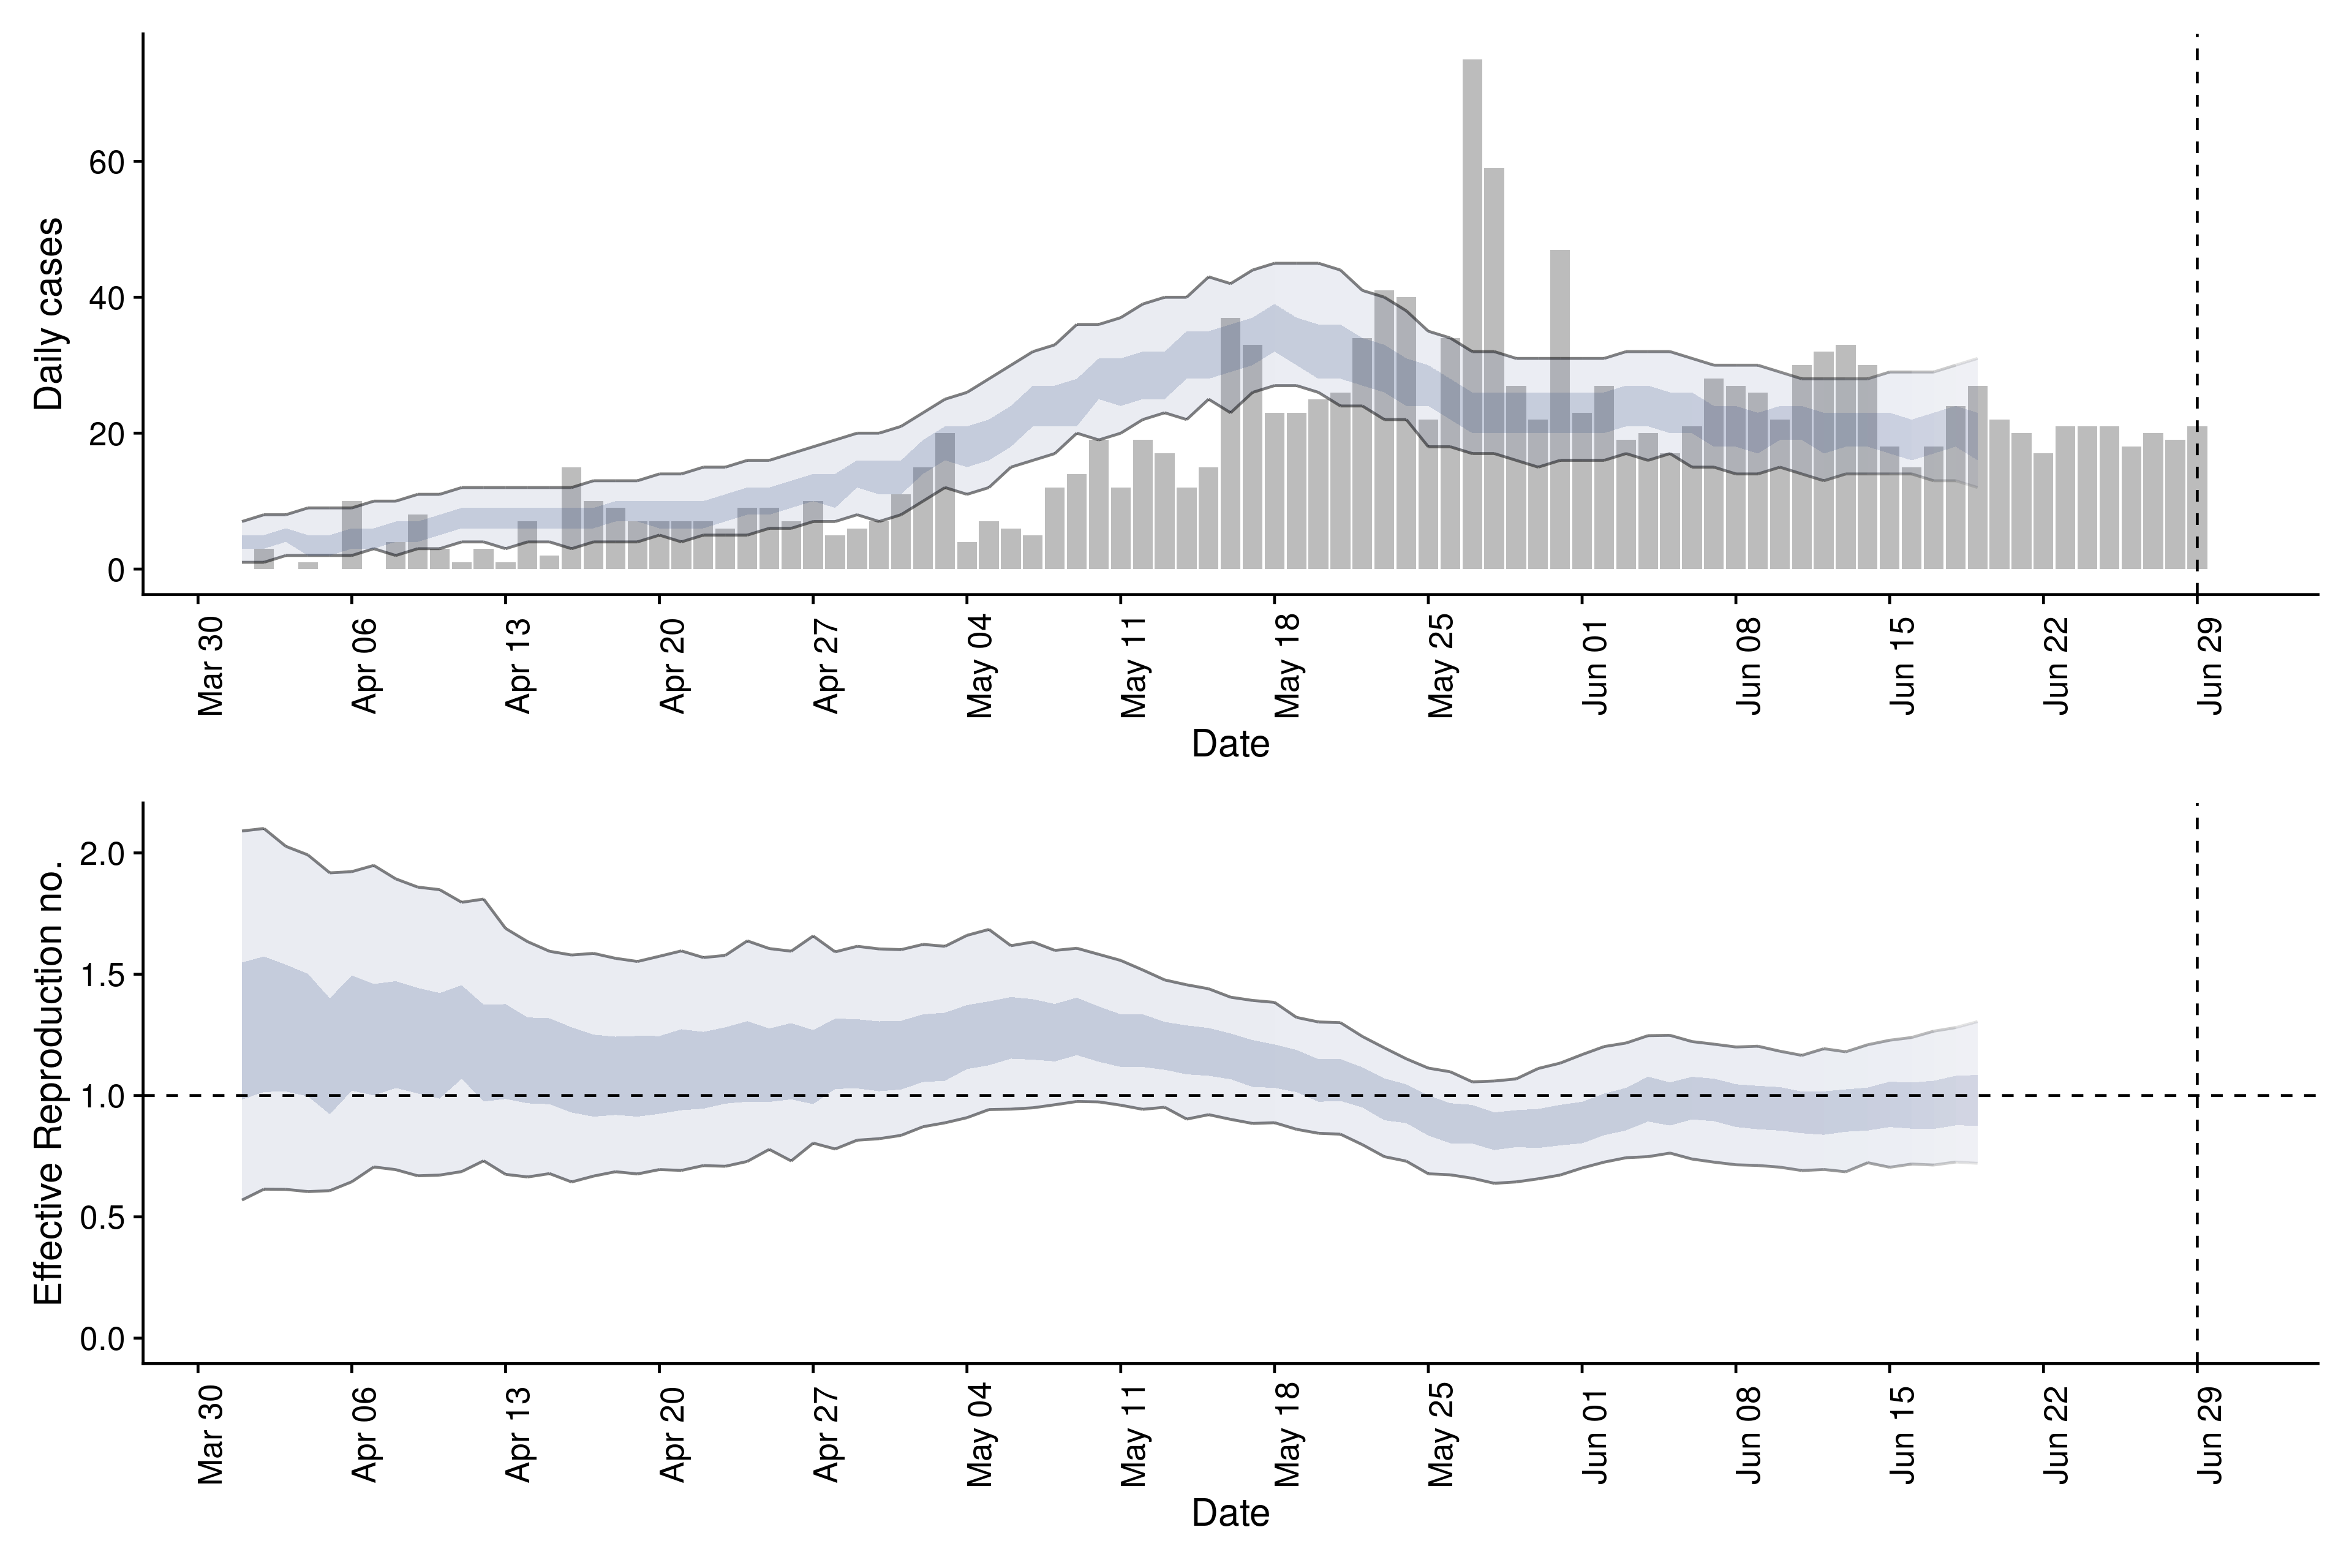 Daily cases
60
40
20
0
Mar 30
Apr 06
Apr 13
Apr 20
Apr 27
May 04
May 11
May 18
May 25
Jun 01
Jun 08
Jun 15
Jun 22
Jun 29
Date
Effective Reproduction no.
2.0
1.5
1.0
0.5
0.0
Mar 30
Apr 06
Apr 13
Apr 20
Apr 27
May 04
May 11
May 18
May 25
Jun 01
Jun 08
Jun 15
Jun 22
Jun 29
Date